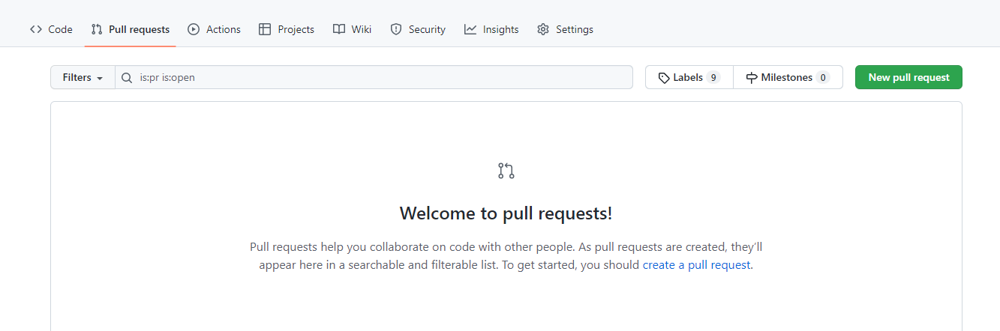 Code Pull requests Actions Projects Wiki Security Insights Settings
Filters is:pr is:open Labels 9 Milestones 0 New pull request
Welcome to pull requests!
Pull requests help you collaborate on code with other people. As pull requests are created, they’ll
appear here in a searchable and filterable list. To get started, you should create a pull request.